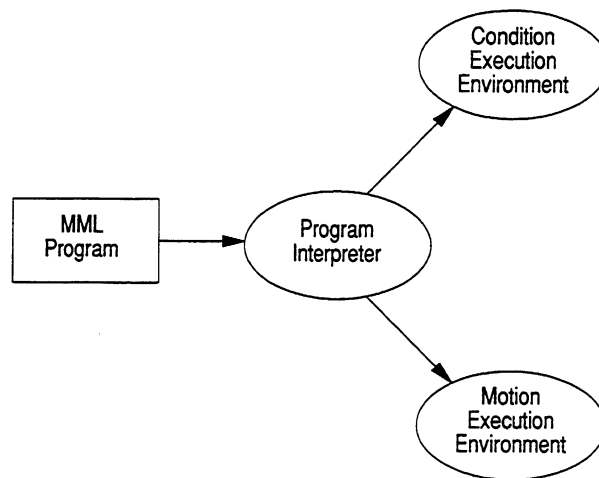 Condition
Execution
Environment
MML
Program
Program
Interpreter
Motion
Execution
Environment